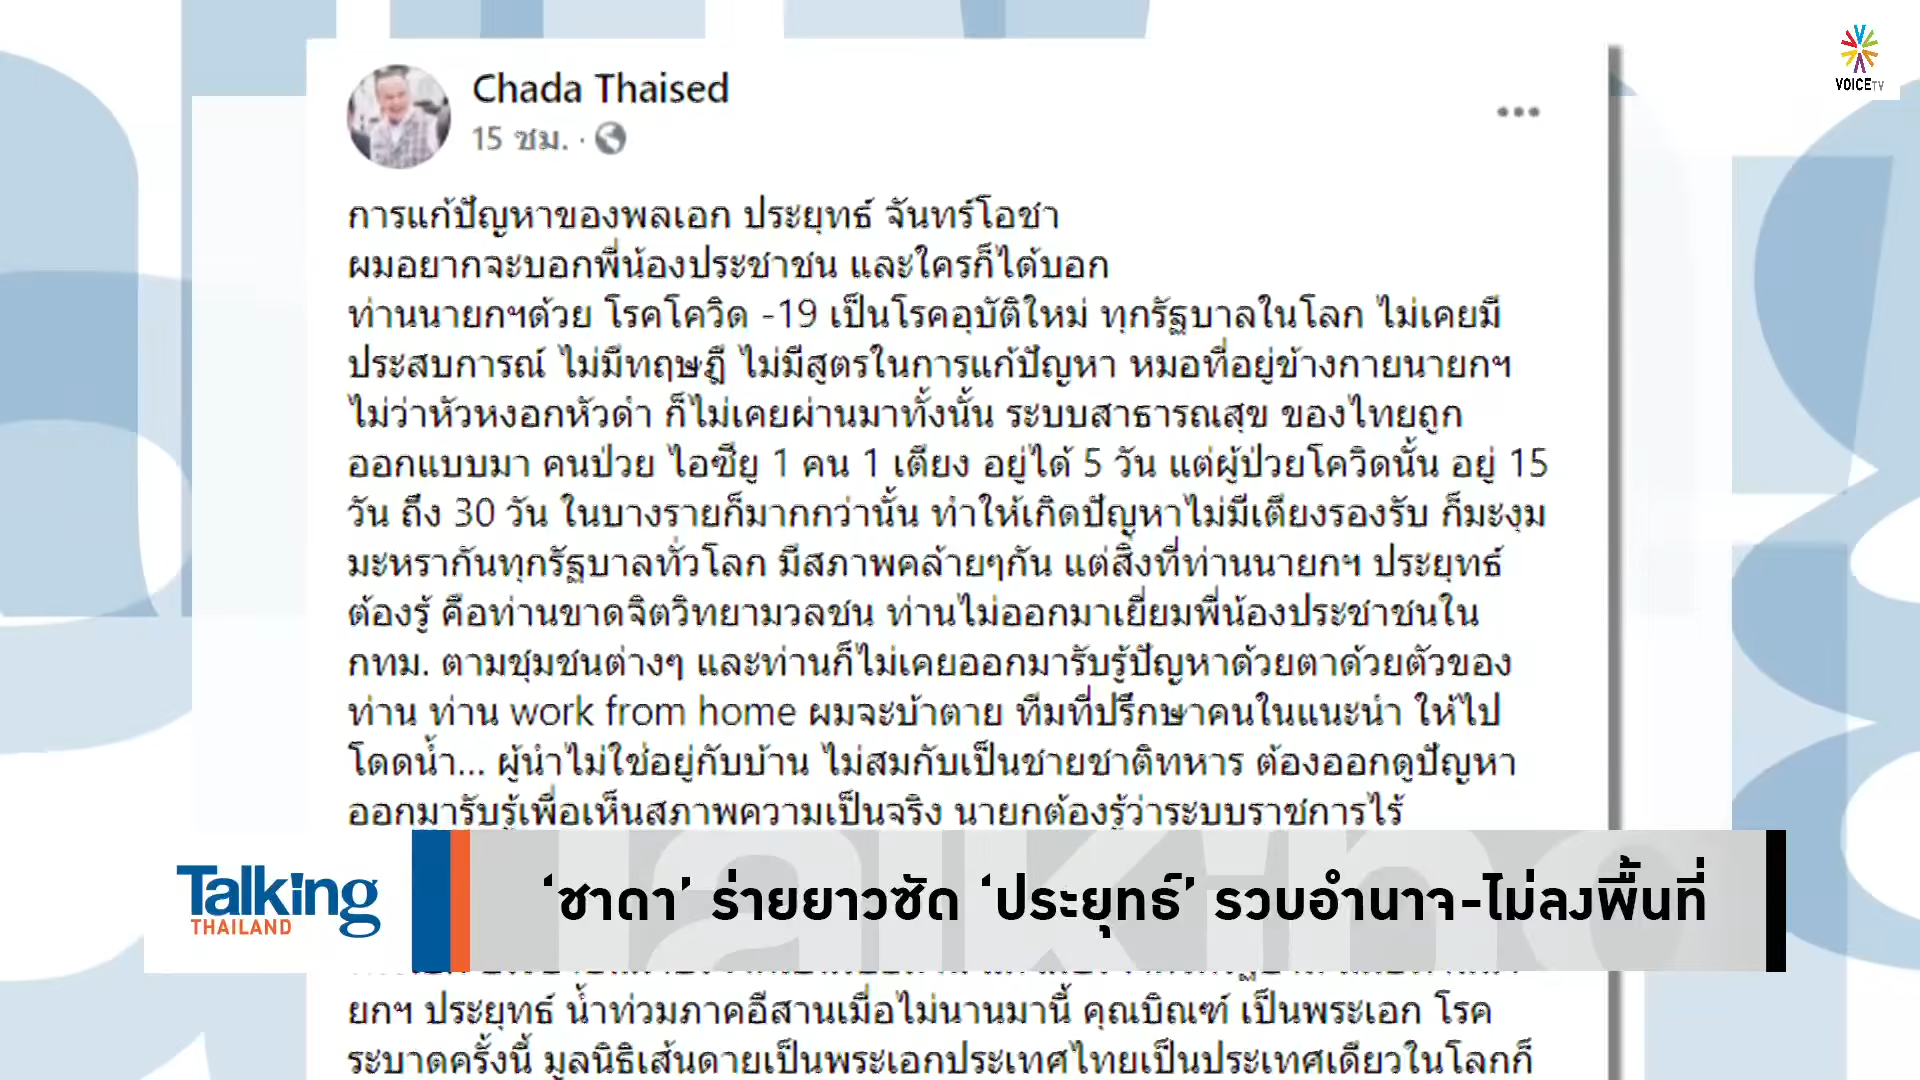 VOICE TV
Chada Thaised
15 ชม. ·
การแก้ปัญหาของพลเอก ประยุทธ์ จันทร์โอชา
ผมอยากจะบอกพี่น้องประชาชน และใครก็ได้บอก
ท่านนายกฯด้วย โรคโควิด -19 เป็นโรคอุบัติใหม่ ทุกรัฐบาลในโลก ไม่เคยมี
ประสบการณ์ ไม่มีทฤษฎี ไม่มีสูตรในการแก้ปัญหา หมอที่อยู่ข้างกายนายกฯ
ไม่ว่าหัวหงอกหัวดำ ก็ไม่เคยผ่านมาทั้งนั้น ระบบสาธารณสุข ของไทยถูก
ออกแบบมา คนป่วย ไอซียู 1 คน 1 เตียง อยู่ได้ 5 วัน แต่ผู้ป่วยโควิดนั้น อยู่ 15
วัน ถึง 30 วัน ในบางรายก็มากกว่านั้น ทำให้เกิดปัญหาไม่มีเตียงรองรับ ก็มะงุม
มะหรากันทุกรัฐบาลทั่วโลก มีสภาพคล้ายๆกัน แต่สิ่งที่ท่านนายกฯ ประยุทธ์
ต้องรู้ คือท่านขาดจิตวิทยามวลชน ท่านไม่ออกมาเยี่ยมพี่น้องประชาชนใน
กทม. ตามชุมชนต่างๆ และท่านก็ไม่เคยออกมารับรู้ปัญหาด้วยตาด้วยตัวของ
ท่าน ท่าน work from home ผมจะบ้าตาย ทีมที่ปรึกษาคนในแนะนำ ให้ไป
โดดน้ำ... ผู้นำไม่ใช่อยู่กับบ้าน ไม่สมกับเป็นชายชาติทหาร ต้องออกดูปัญหา
ออกมารับรู้เพื่อเห็นสภาพความเป็นจริง นายกต้องรู้ว่าระบบราชการไร้
Talking
THAILAND
‘ชาดา’ ร่ายยาวซัด ‘ประยุทธ์’ รวบอำนาจ-ไม่ลงพื้นที่
ยกฯ ประยุทธ์ น้ำท่วมภาคอีสานเมื่อไม่นานมานี้ คุณบิณฑ์ เป็นพระเอก โรค
ระบาดครั้งนี้ มูลนิธิเส้นดายเป็นพระเอกประเทศไทยเป็นประเทศเดียวในโลกก็